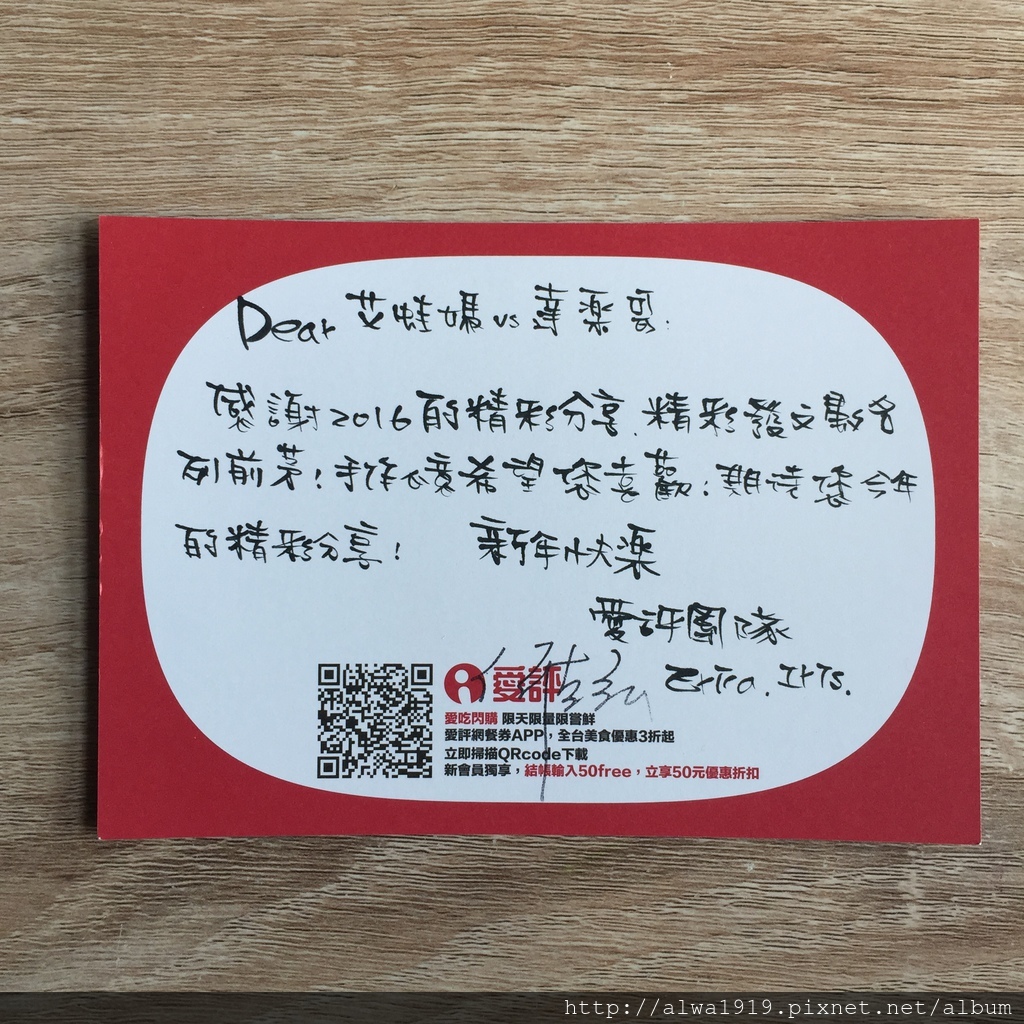 Dear 艾蛙媽 vs 達樂哥:
感謝2016的精彩分享、精彩發文數名
列前茅!手作心意希望您喜歡!期待您今年
的精彩分享! 新年快樂
愛評團隊
Iris.
愛評
愛吃閃購 限天限量限嘗鮮
愛評網餐券APP,全台美食優惠3折起
立即掃描QRcode下載
新會員獨享,結帳輸入50free,立享50元優惠折扣
http://alwa1919.pixnet.net/album